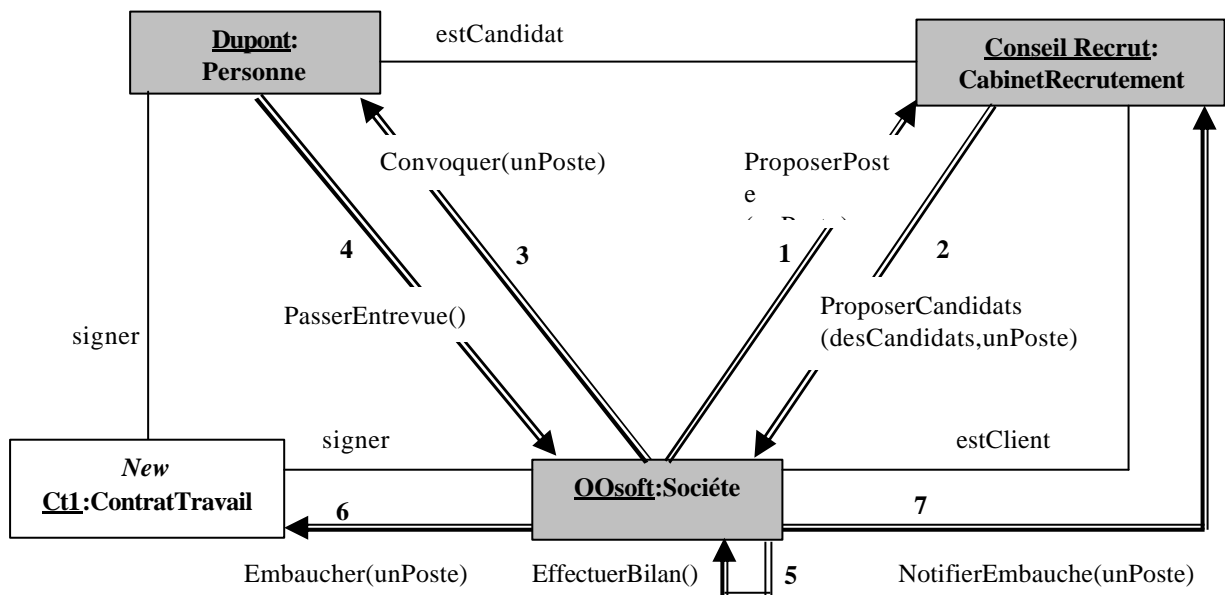 estCandidat
Dupont:
Personne
Conseil Recrut:
CabinetRecrutement
Convoquer(unPoste)
ProposerPost
e
4
3
1
2
PasserEntrevue()
ProposerCandidats
(desCandidats,unPoste)
signer
signer
estClient
New
Ct1:ContratTravail
OOsoft:Sociéte
6
7
Embaucher(unPoste)
EffectuerBilan()
5
NotifierEmbauche(unPoste)